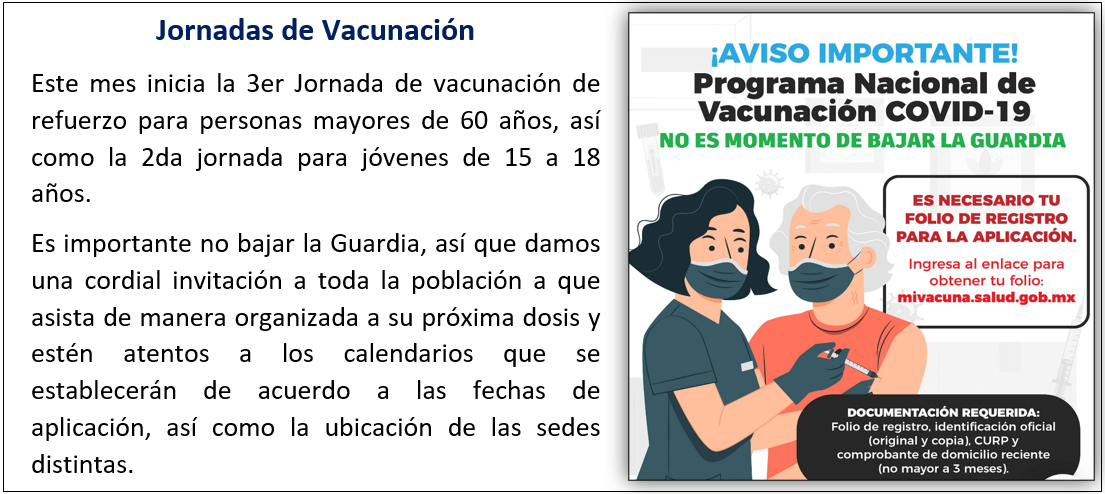 Jornadas de Vacunación
Este mes inicia la 3er Jornada de vacunación de
refuerzo para personas mayores de 60 años, así
como la 2da jornada para jóvenes de 15 a 18
años.
Es importante no bajar la Guardia, así que damos
una cordial invitación a toda la población a que
asista de manera organizada a su próxima dosis y
estén atentos a los calendarios que se
establecerán de acuerdo a las fechas de
aplicación, así como la ubicación de las sedes
distintas.
¡AVISO IMPORTANTE!
Programa Nacional de
Vacunación COVID-19
NO ES MOMENTO DE BAJAR LA GUARDIA
ES NECESARIO TU
FOLIO DE REGISTRO
PARA LA APLICACIÓN.
Ingresa al enlace para
obtener tu folio:
mivacuna.salud.gob.mx
DOCUMENTACIÓN REQUERIDA:
Folio de registro, identificación oficial
(original y copia), CURP y
comprobante de domicilio reciente
(no mayor a 3 meses).